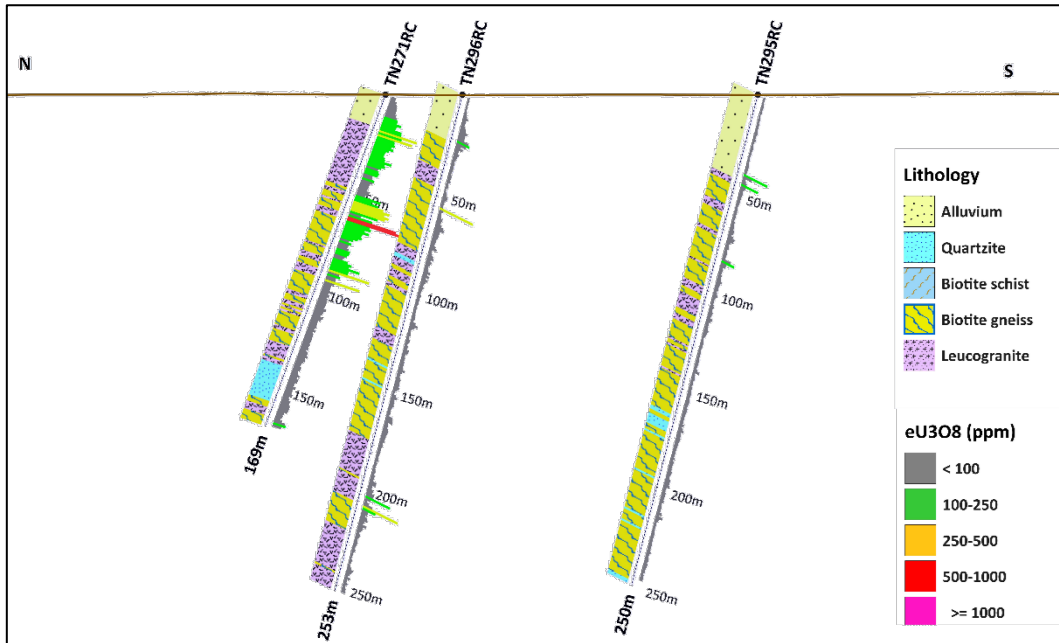 N
TN271RC
TN296RC
TN295RC
S
50m
100m
150m
169m
50m
100m
150m
200m
250m
253m
50m
100m
150m
200m
250m
250m
Lithology
Alluvium
Quartzite
Biotite schist
Biotite gneiss
Leucogranite
eU3O8 (ppm)
< 100
100-250
250-500
500-1000
>= 1000